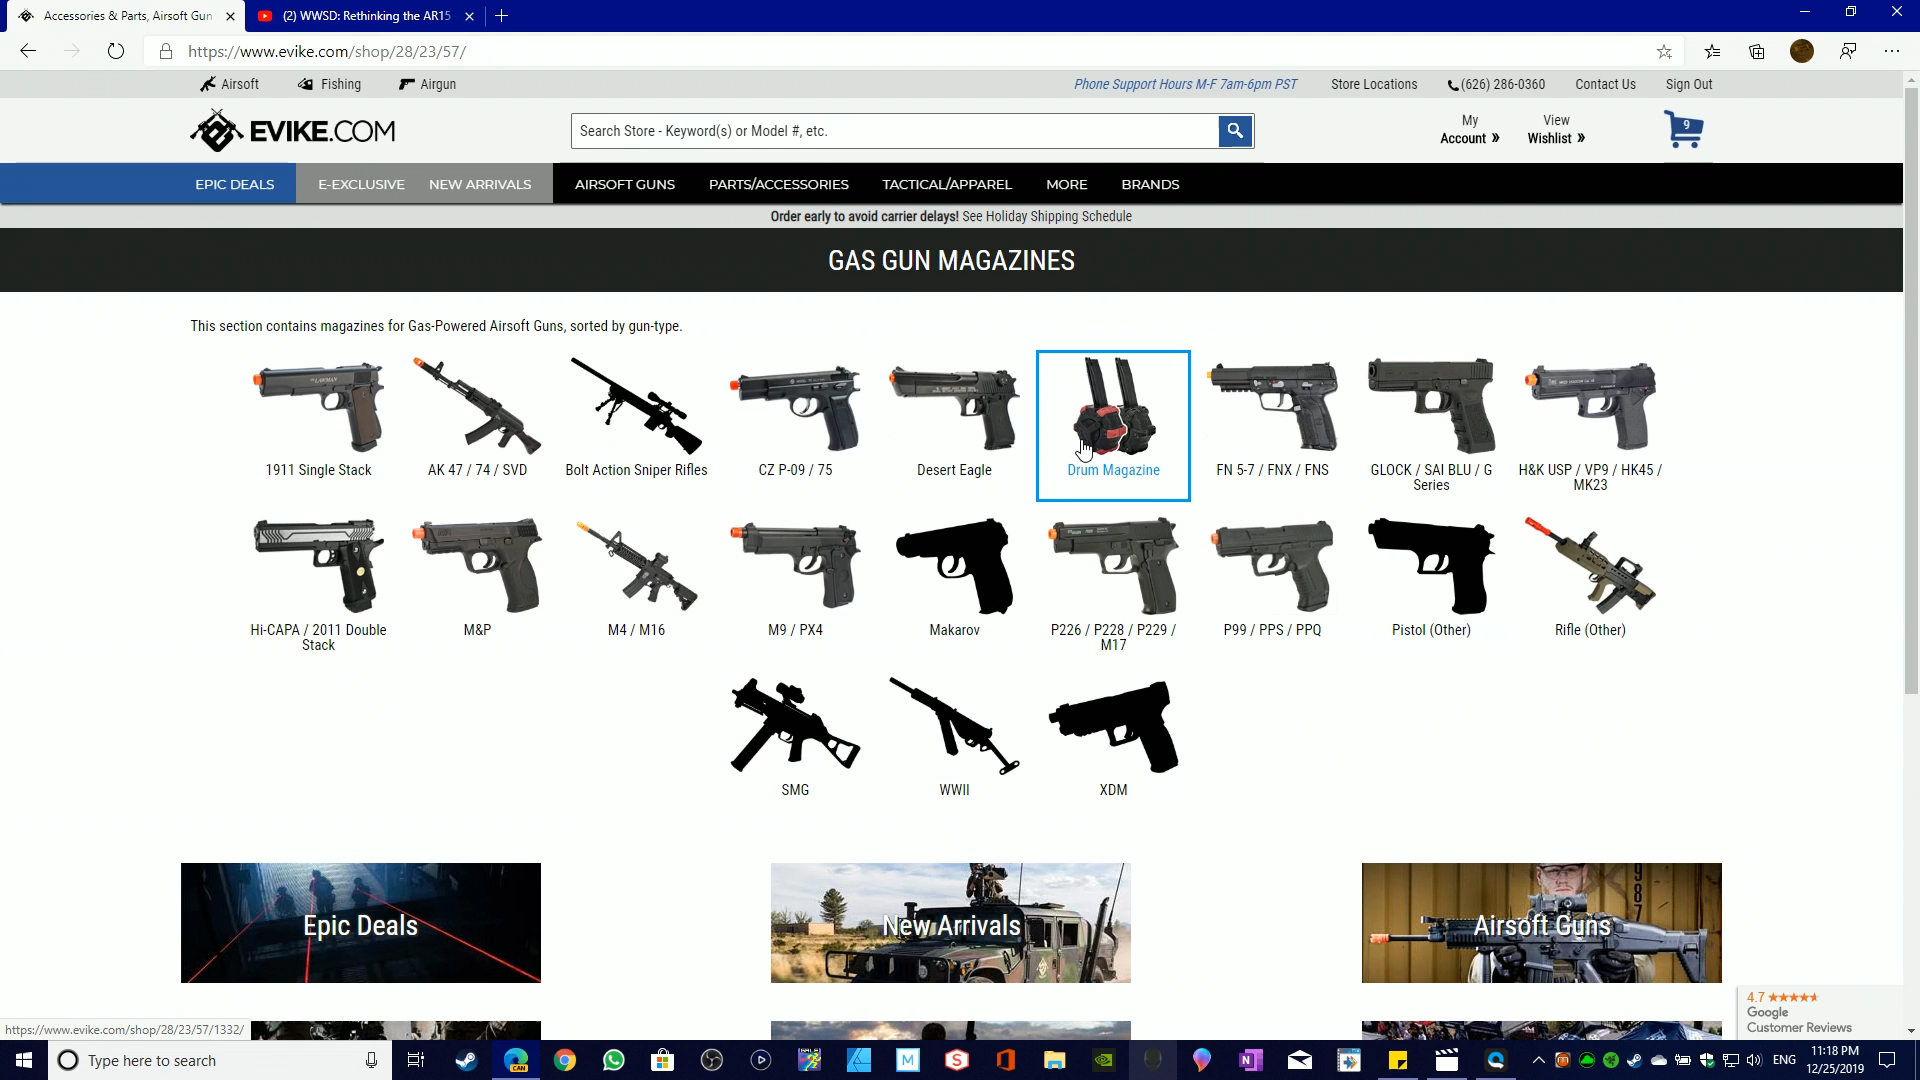 Accessories & Parts, Airsoft Gun
(2) WWSD: Rethinking the AR15
https://www.evike.com/shop/28/23/57/
Airsoft
Fishing
Airgun
Phone Support Hours M-F 7am-6pm PST
Store Locations
(626) 286-0360
Contact Us
Sign Out
EVIKE.COM
Search Store - Keyword(s) or Model #, etc.
My
Account »
View
Wishlist »
9
EPIC DEALS
E-EXCLUSIVE
NEW ARRIVALS
AIRSOFT GUNS
PARTS/ACCESSORIES
TACTICAL/APPAREL
MORE
BRANDS
Order early to avoid carrier delays! See Holiday Shipping Schedule
GAS GUN MAGAZINES
This section contains magazines for Gas-Powered Airsoft Guns, sorted by gun-type.
1911 Single Stack
AK 47 / 74 / SVD
Bolt Action Sniper Rifles
CZ P-09 / 75
Desert Eagle
Drum Magazine
FN 5-7 / FNX / FNS
GLOCK / SAI BLU / G
Series
H&K USP / VP9 / HK45 /
MK23
Hi-CAPA / 2011 Double
Stack
M&P
M4 / M16
M9 / PX4
Makarov
P226 / P228 / P229 /
M17
P99 / PPS / PPQ
Pistol (Other)
Rifle (Other)
SMG
WWII
XDM
Epic Deals
New Arrivals
Airsoft Guns
4.7
Google
Customer Reviews
https://www.evike.com/shop/28/23/57/1332/
Type here to search
CAN
ENG
11:18 PM
12/25/2019